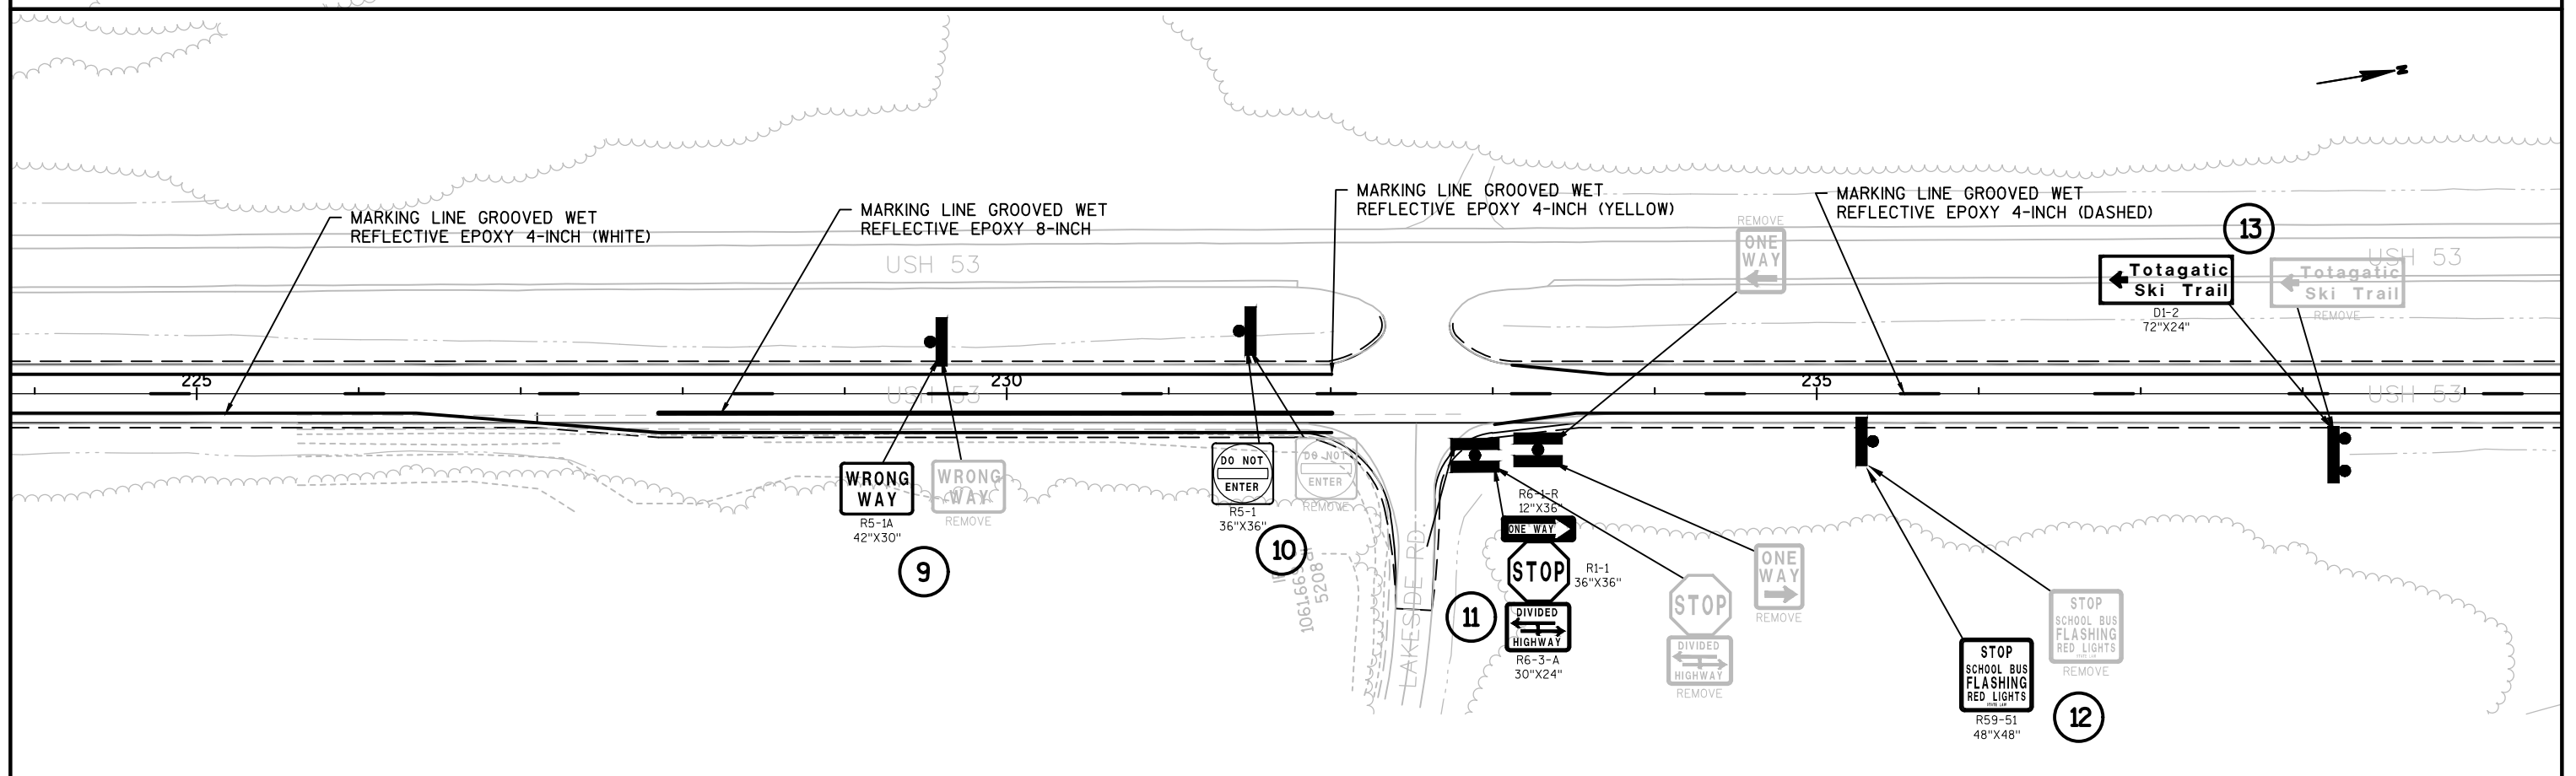 N
MARKING LINE GROOVED WET
REFLECTIVE EPOXY 4-INCH (WHITE)
MARKING LINE GROOVED WET
REFLECTIVE EPOXY 8-INCH
MARKING LINE GROOVED WET
REFLECTIVE EPOXY 4-INCH (YELLOW)
MARKING LINE GROOVED WET
REFLECTIVE EPOXY 4-INCH (DASHED)
REMOVE
ONE
WAY
13
USH 53
USH 53
Totagatic
Ski Trail
D1-2
72"X24"
Totagatic
Ski Trail
REMOVE
225
230
235
USH 53
USH 53
WRONG
WAY
R5-1A
42"X30"
WRONG
WAY
REMOVE
9
DO NOT
ENTER
R5-1
36"X36"
DO NOT
ENTER
REMOVE
10
5208
LAKESIDE RD.
R6-1-R
12"X36"
ONE WAY
STOP
R1-1
36"X36"
DIVIDED
HIGHWAY
R6-3-A
30"X24"
11
STOP
DIVIDED
HIGHWAY
REMOVE
ONE
WAY
REMOVE
STOP
SCHOOL BUS
FLASHING
RED LIGHTS
R59-51
48"X48"
STOP
SCHOOL BUS
FLASHING
RED LIGHTS
REMOVE
12